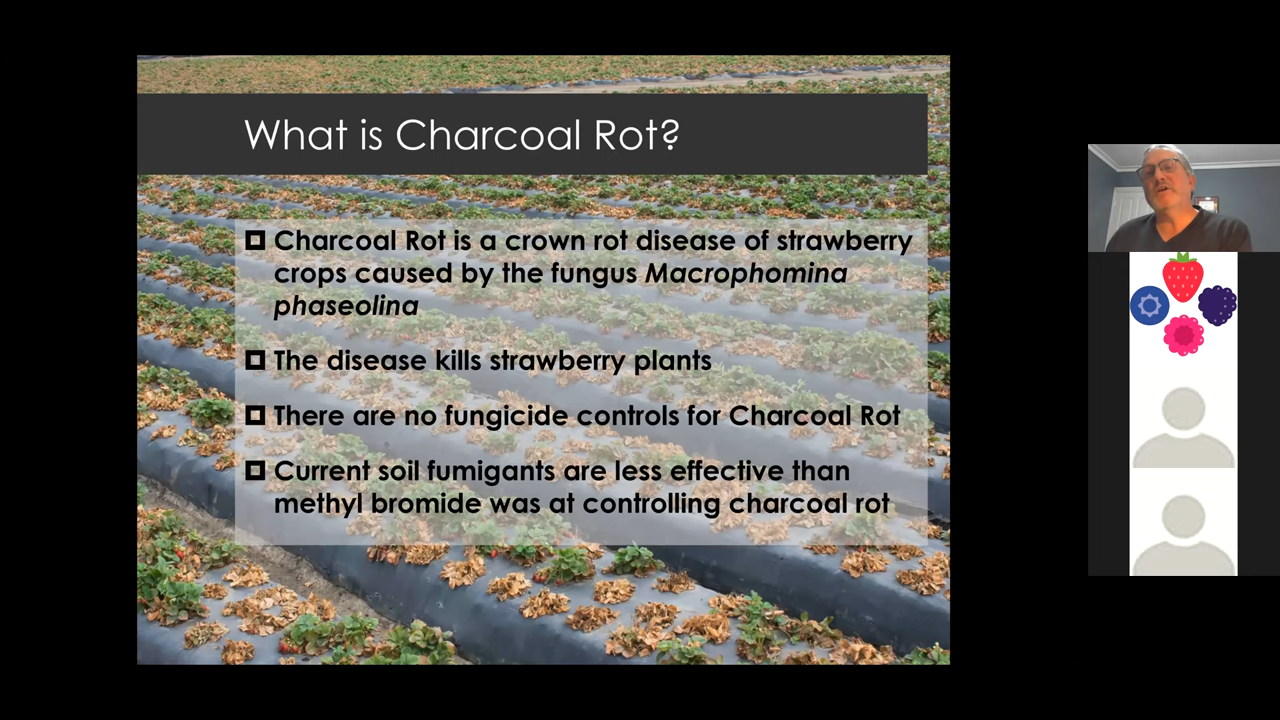 What is Charcoal Rot?
Charcoal Rot is a crown rot disease of strawberry
crops caused by the fungus Macrophomina
phaseolina
The disease kills strawberry plants
There are no fungicide controls for Charcoal Rot
Current soil fumigants are less effective than
methyl bromide was at controlling charcoal rot